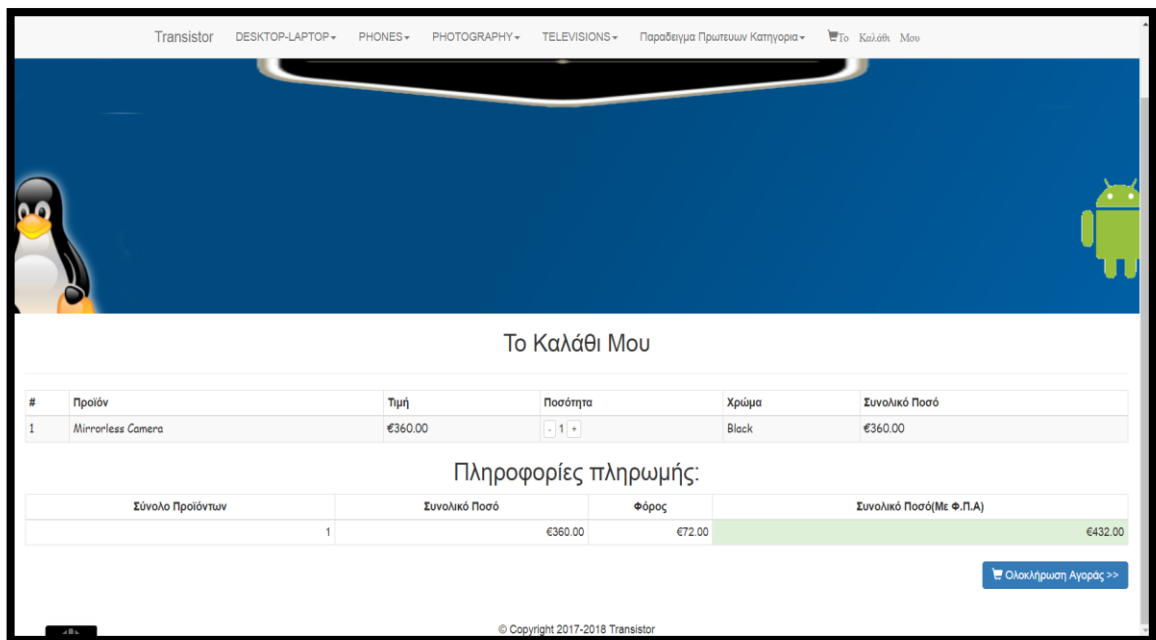 Transistor DESKTOP-LAPTOP PHONES PHOTOGRAPHY TELEVISIONS Παραδειγμα Πρωτευων Κατηγορια Το Καλάθι Μου
Το Καλάθι Μου
# Προϊόν Τιμή Ποσότητα Χρώμα Συνολικό Ποσό
1 Mirrorless Camera €360.00 - 1 + Black €360.00
Πληροφορίες πληρωμής:
Σύνολο Προϊόντων Συνολικό Ποσό Φόρος Συνολικό Ποσό(Με Φ.Π.Α)
1 €360.00 €72.00 €432.00
Ολοκλήρωση Αγοράς >>
© Copyright 2017-2018 Transistor